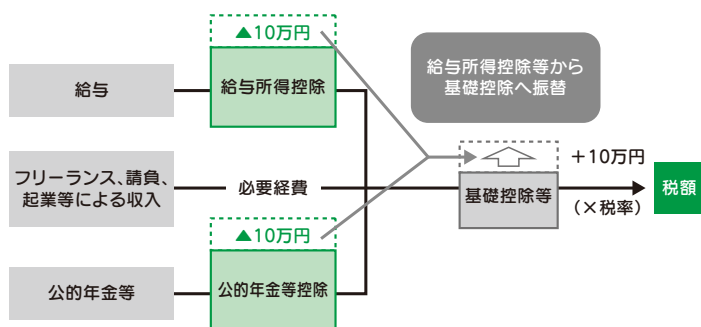 ▲10万円
給与所得控除等から
基礎控除へ振替
給与
給与所得控除
フリーランス、請負、
起業等による収入
必要経費
＋10万円
基礎控除等
税額
（×税率）
▲10万円
公的年金等
公的年金等控除